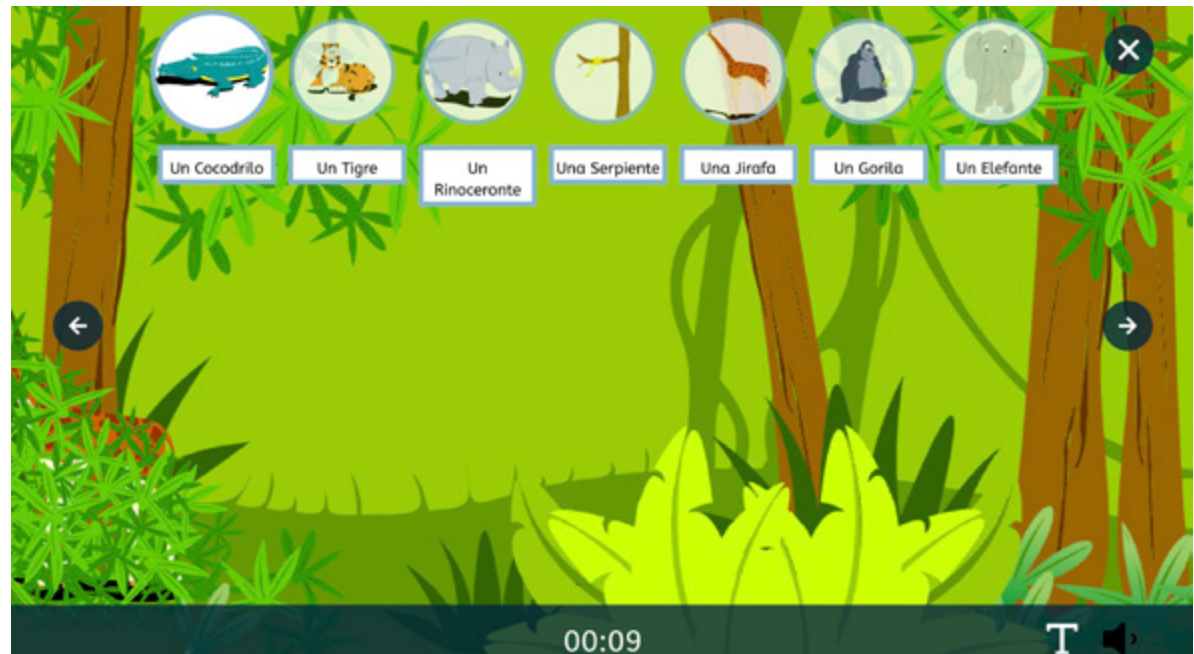 Un Cocodrilo
Un Tigre
Un
Rinoceronte
Una Serpiente
Una Jirafa
Un Gorila
Un Elefante
00:09
T